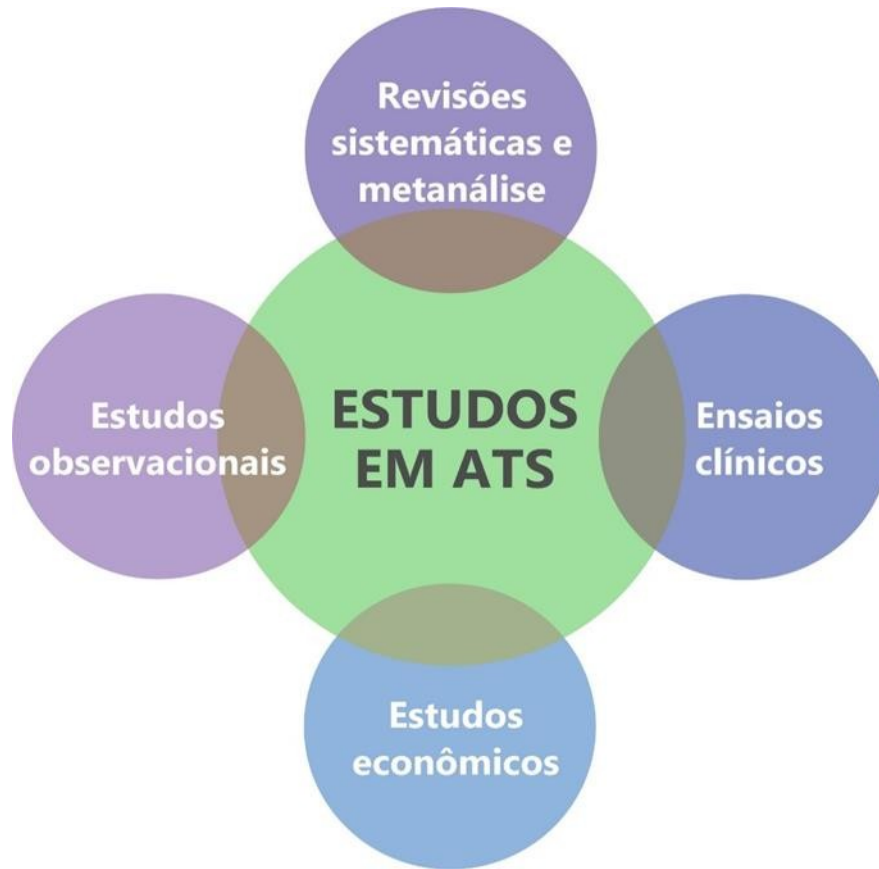 Revisões
sistemáticas e
metanálise
Estudos
observacionais
ESTUDOS
EM ATS
Ensaios
clínicos
Estudos
econômicos